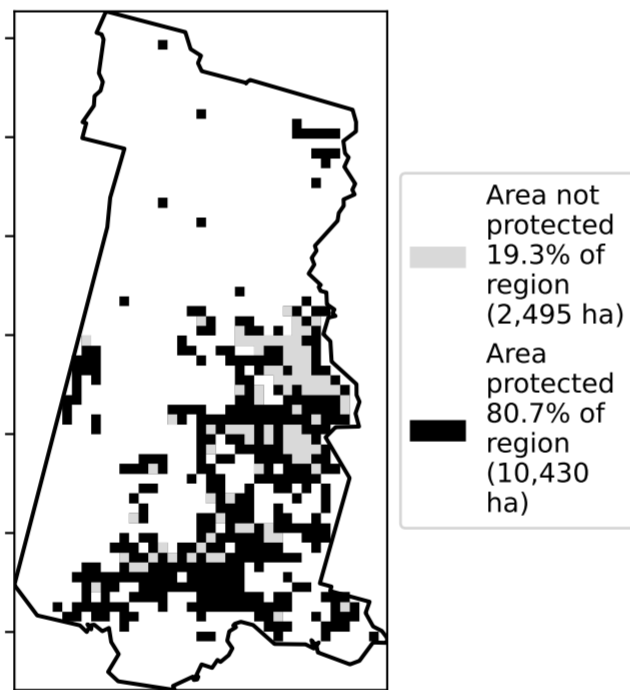 Area not
protected
19.3% of
region
(2,495 ha)
Area
protected
80.7% of
region
(10,430
ha)